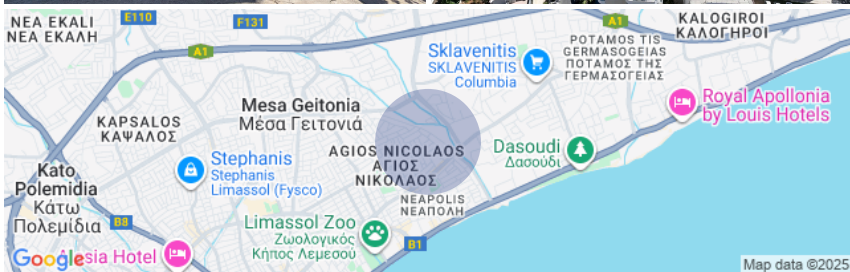 NEA EKALI
ΝΕΑ ΕΚΑΛΗ
E110
F131
A1
A1
KALOGIROI
ΚΑΛΟΓΗΡΟΙ
Sklavenitis
SKLAVENITIS
Columbia
POTAMOS TIS
GERMASOGEIAS
ΠΟΤΑΜΟΣ ΤΗΣ
ΓΕΡΜΑΣΟΓΕΙΑΣ
Royal Apollonia
by Louis Hotels
Mesa Geitonia
Μέσα Γειτονιά
KAPSALOS
ΚΑΨΑΛΟΣ
AGIOS NICOLAOS
ΑΓΙΟΣ
ΝΙΚΟΛΑΟΣ
Dasoudi
Δασούδι
Stephanis
Stephanis
Limassol (Fysco)
Kato
Polemidia
Κάτω
Πολεμίδια
NEAPOLIS
ΝΕΑΠΟΛΗ
B8
Limassol Zoo
Ζωολογικός
Κήπος Λεμεσού
B1
Google
sia Hotel
Map data ©2025